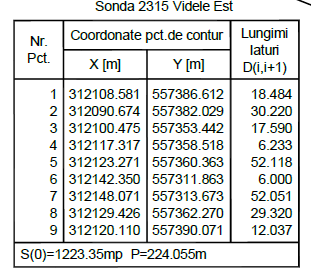 Sonda 2315 Videle Est
Nr. Pct. Coordonate pct.de contur Lungimi laturi D(i,i+1)
X [m] Y [m]
1 312108.581 557386.612 18.484
2 312090.674 557382.029 30.220
3 312100.475 557353.442 17.590
4 312117.317 557358.518 6.233
5 312123.271 557360.363 52.118
6 312142.350 557311.863 6.000
7 312148.071 557313.673 52.051
8 312129.426 557362.270 29.320
9 312120.110 557390.071 12.037
S(0)=1223.35mp P=224.055m